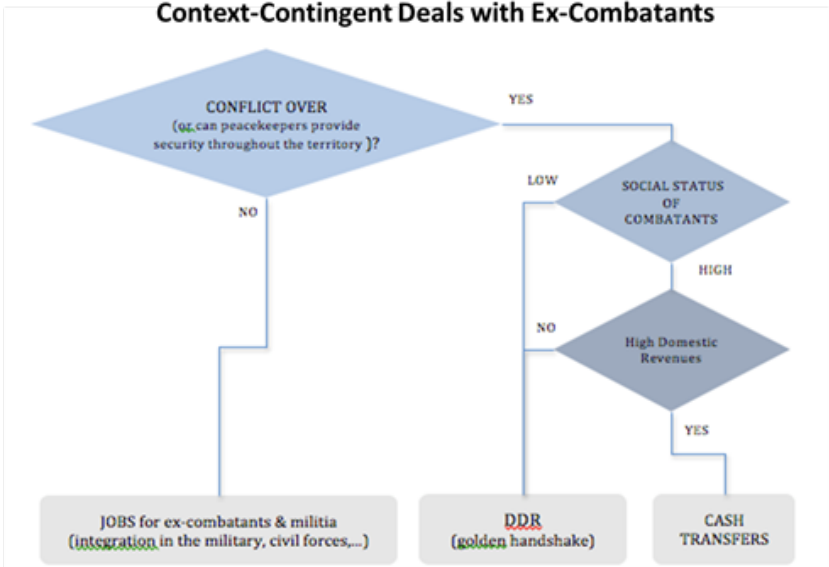 Context-Contingent Deals with Ex-Combatants
CONFLICT OVER
(or can peacekeepers provide
security throughout the territory )?
YES
LOW
SOCIAL STATUS
OF
COMBATANTS
NO
HIGH
NO
High Domestic
Revenues
YES
JOBS for ex-combatants & militia
(integration in the military, civil forces,...)
DDR
(golden handshake)
CASH
TRANSFERS